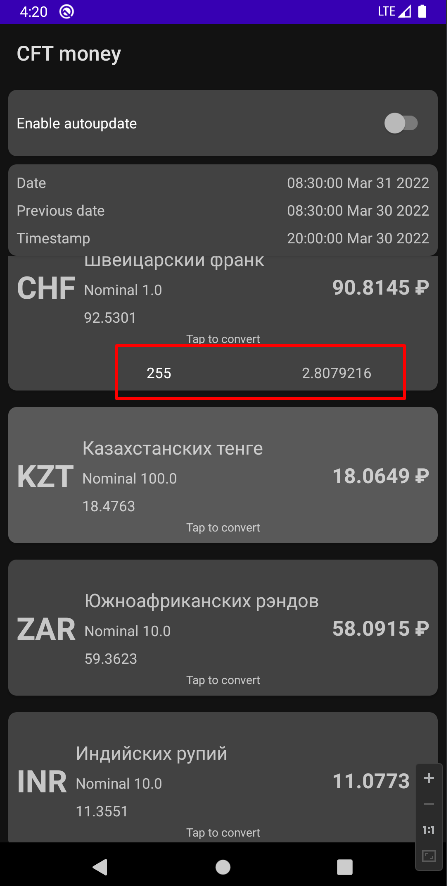 4:20 LTE
CFT money
Enable autoupdate
Date 08:30:00 Mar 31 2022
Previous date 08:30:00 Mar 30 2022
Timestamp 20:00:00 Mar 30 2022
Швейцарский франк
CHF Nominal 1.0 90.8145 ₽
92.5301
Tap to convert
255 2.8079216
Казахстанских тенге
KZT Nominal 100.0 18.0649 ₽
18.4763
Tap to convert
Южноафриканских рэндов
ZAR Nominal 10.0 58.0915 ₽
59.3623
Tap to convert
Индийских рупий
INR Nominal 10.0 11.0773
11.3551
Tap to convert
1:1